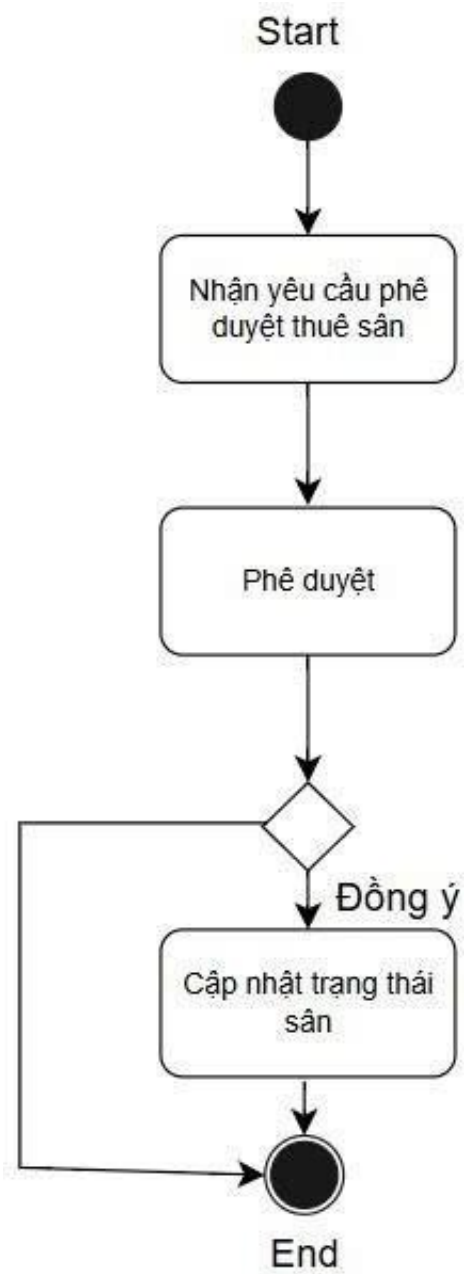 Start
Nhận yêu cầu phê
duyệt thuê sân
Phê duyệt
Đồng ý
Cập nhật trạng thái
sân
End